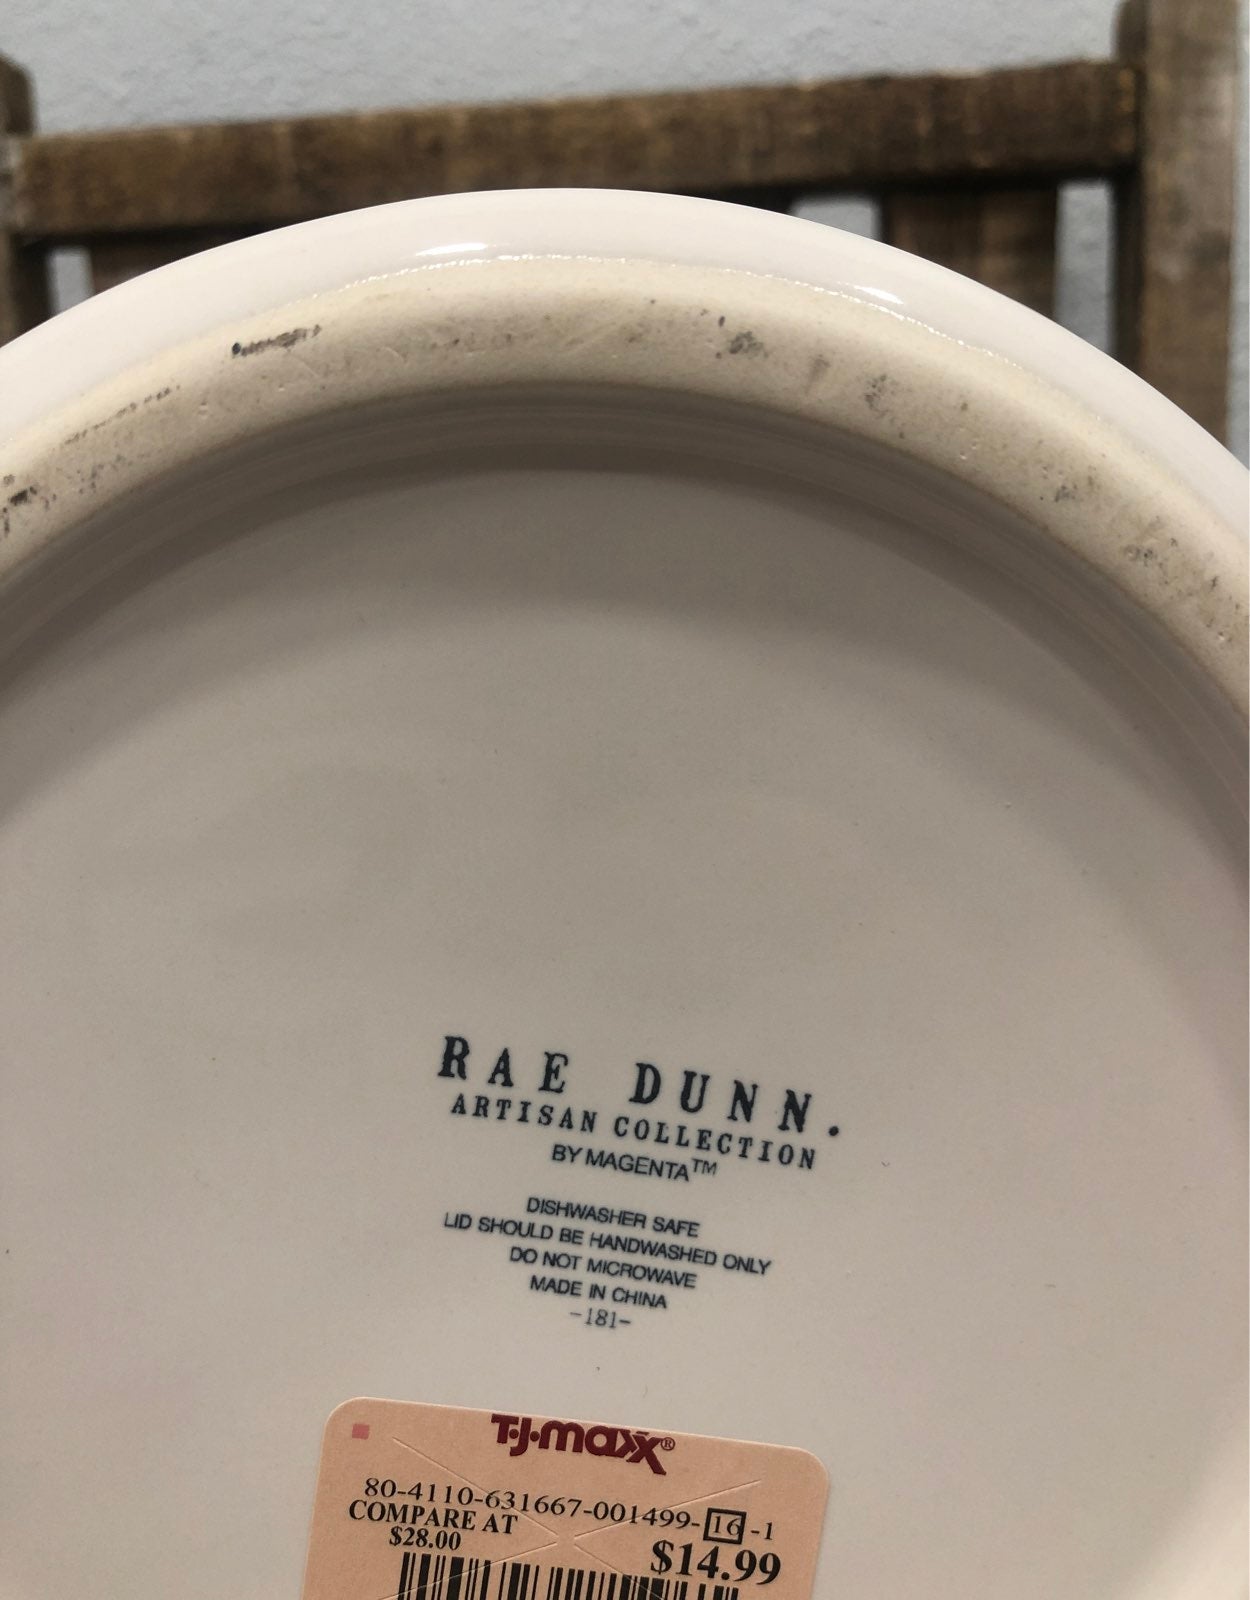 RAE DUNN.
ARTISAN COLLECTION
BY MAGENTA™
DISHWASHER SAFE
LID SHOULD BE HANDWASHED ONLY
DO NOT MICROWAVE
MADE IN CHINA
-181-
T·J·maxx®
80-4110-631667-001499-16-1
COMPARE AT
$28.00
$14.99